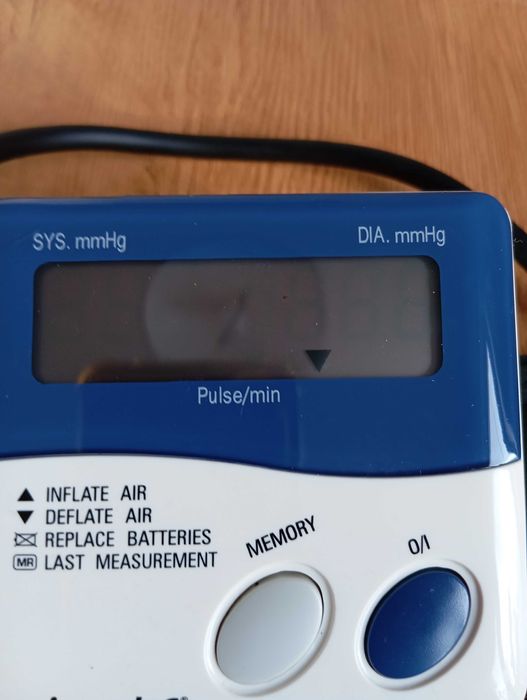 SYS. mmHg
DIA. mmHg
Pulse/min
▲ INFLATE AIR
▼ DEFLATE AIR
REPLACE BATTERIES
MR LAST MEASUREMENT
MEMORY
O/I